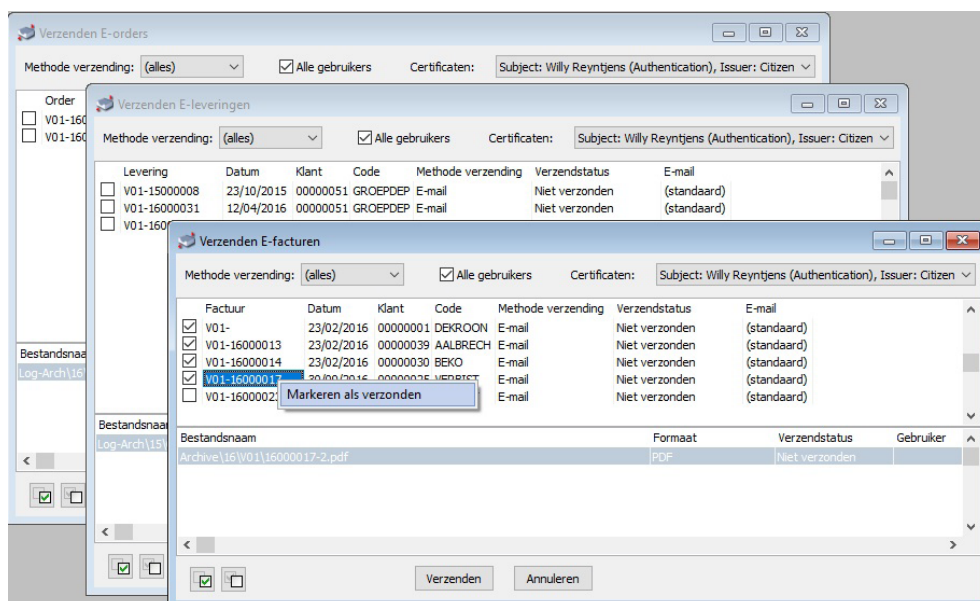 Verzenden E-orders
Methode verzending: (alles) Alle gebruikers Certificaten: Subject: Willy Reyntjens (Authentication), Issuer: Citizen
Order
V01-160
V01-160
Bestandsnaa
Log-Arch\16
Verzenden E-leveringen
Methode verzending: (alles) Alle gebruikers Certificaten: Subject: Willy Reyntjens (Authentication), Issuer: Citizen
Levering Datum Klant Code Methode verzending Verzendstatus E-mail
V01-15000008 23/10/2015 00000051 GROEPDEP E-mail Niet verzonden (standaard)
V01-16000031 12/04/2016 00000051 GROEPDEP E-mail Niet verzonden (standaard)
V01-160
Bestandsnaa
Log-Arch\15\
Verzenden E-facturen
Methode verzending: (alles) Alle gebruikers Certificaten: Subject: Willy Reyntjens (Authentication), Issuer: Citizen
Factuur Datum Klant Code Methode verzending Verzendstatus E-mail
V01- 23/02/2016 00000001 DEKROON E-mail Niet verzonden (standaard)
V01-16000013 23/02/2016 00000039 AALBRECH E-mail Niet verzonden (standaard)
V01-16000014 23/02/2016 00000030 BEKO E-mail Niet verzonden (standaard)
V01-16000017 E-mail Niet verzonden (standaard)
V01-1600002 E-mail Niet verzonden (standaard)
Markeren als verzonden
Bestandsnaam Formaat Verzendstatus Gebruiker
Archive\16\V01\16000017-2.pdf PDF Niet verzonden
Verzenden Annuleren